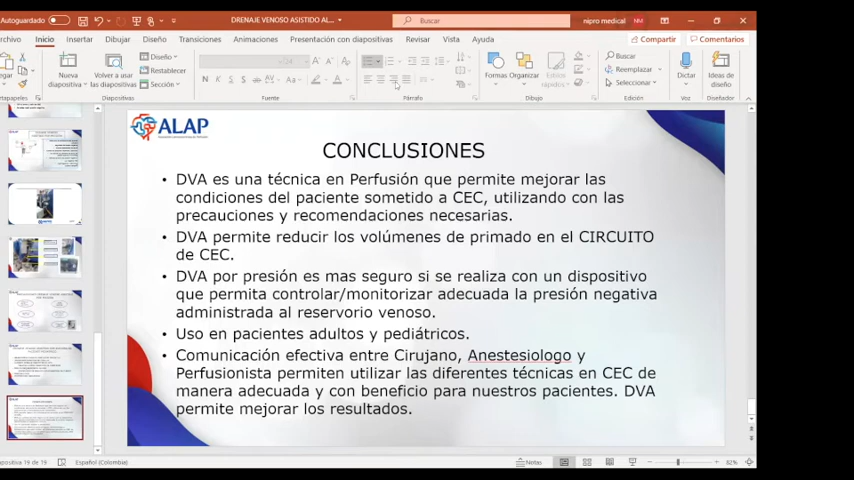 Autoguardado
DRENAJE VENOSO ASISTIDO AL...
Buscar
nipro medical
NM
rchivo Inicio Insertar Dibujar Diseño Transiciones Animaciones Presentación con diapositivas Revisar Vista Ayuda
Compartir Comentarios
Nueva diapositiva
Volver a usar diapositivas
Diseño
Restablecer
Sección
Formas
Organizar
Estilos rápidos
Buscar
Reemplazar
Seleccionar
Dictar
Ideas de diseño
rtapapeles Diapositivas Fuente Párrafo Dibujo Edición Voz Diseñador
ALAP
CONCLUSIONES
• DVA es una técnica en Perfusión que permite mejorar las
condiciones del paciente sometido a CEC, utilizando con las
precauciones y recomendaciones necesarias.
• DVA permite reducir los volúmenes de primado en el CIRCUITO
de CEC.
• DVA por presión es mas seguro si se realiza con un dispositivo
que permita controlar/monitorizar adecuada la presión negativa
administrada al reservorio venoso.
• Uso en pacientes adultos y pediátricos.
• Comunicación efectiva entre Cirujano, Anestesiologo y
Perfusionista permiten utilizar las diferentes técnicas en CEC de
manera adecuada y con beneficio para nuestros pacientes. DVA
permite mejorar los resultados.
positiva 19 de 19 Español (Colombia) Notas 82%